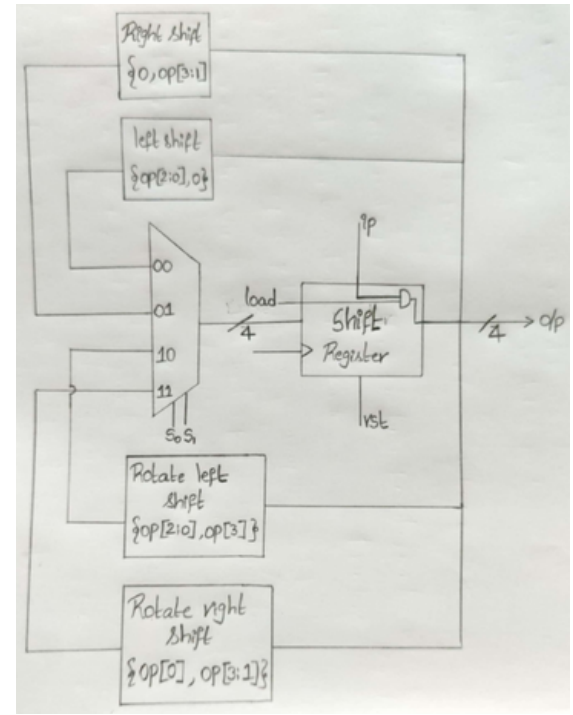 Right shift
{0,op[3:1]
left shift
{op[2:0],0}
ip
00
load
01
4
Shift
4
o/p
10
Register
11
S₀ S₁
rst
Rotate left
shift
{op[2:0],op[3]}
Rotate right
shift
{op[0], op[3:1]}